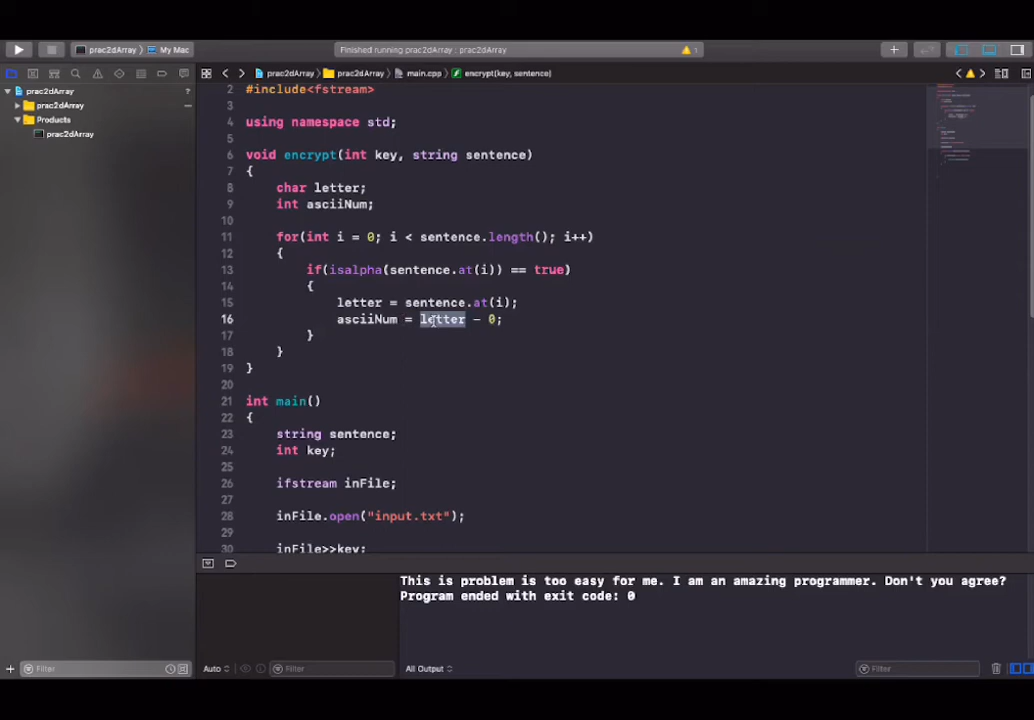 prac2dArray
My Mac
Finished running prac2dArray : prac2dArray
1
prac2dArray
prac2dArray
main.cpp
encrypt(key, sentence)
prac2dArray
?
prac2dArray
Products
prac2dArray
2 #include<fstream>
3
4 using namespace std;
5
6 void encrypt(int key, string sentence)
7 {
8 char letter;
9 int asciiNum;
10
11 for(int i = 0; i < sentence.length(); i++)
12 {
13 if(isalpha(sentence.at(i)) == true)
14 {
15 letter = sentence.at(i);
16 asciiNum = letter - 0;
17 }
18 }
19 }
20
21 int main()
22 {
23 string sentence;
24 int key;
25
26 ifstream inFile;
27
28 inFile.open("input.txt");
29
30 inFile>>key;
This is problem is too easy for me. I am an amazing programmer. Don't you agree?
Program ended with exit code: 0
Filter
Auto
Filter
All Output
Filter